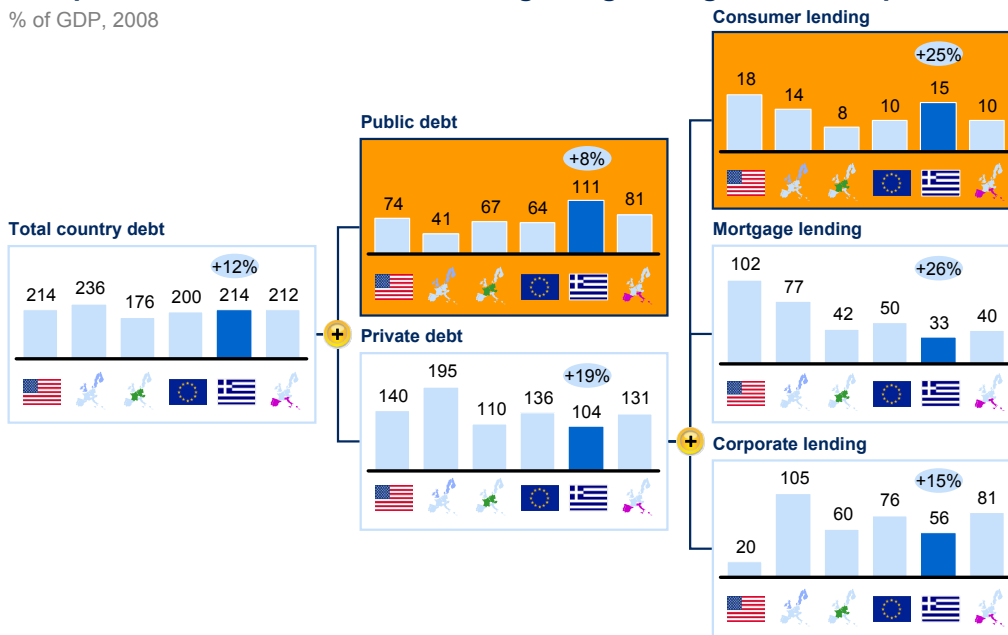 % of GDP, 2008
Total country debt
+12%
214 236 176 200 214 212
Public debt
+8%
74 41 67 64 111 81
Private debt
+19%
140 195 110 136 104 131
+
+
Consumer lending
+25%
18 14 8 10 15 10
Mortgage lending
+26%
102 77 42 50 33 40
Corporate lending
+15%
20 105 60 76 56 81